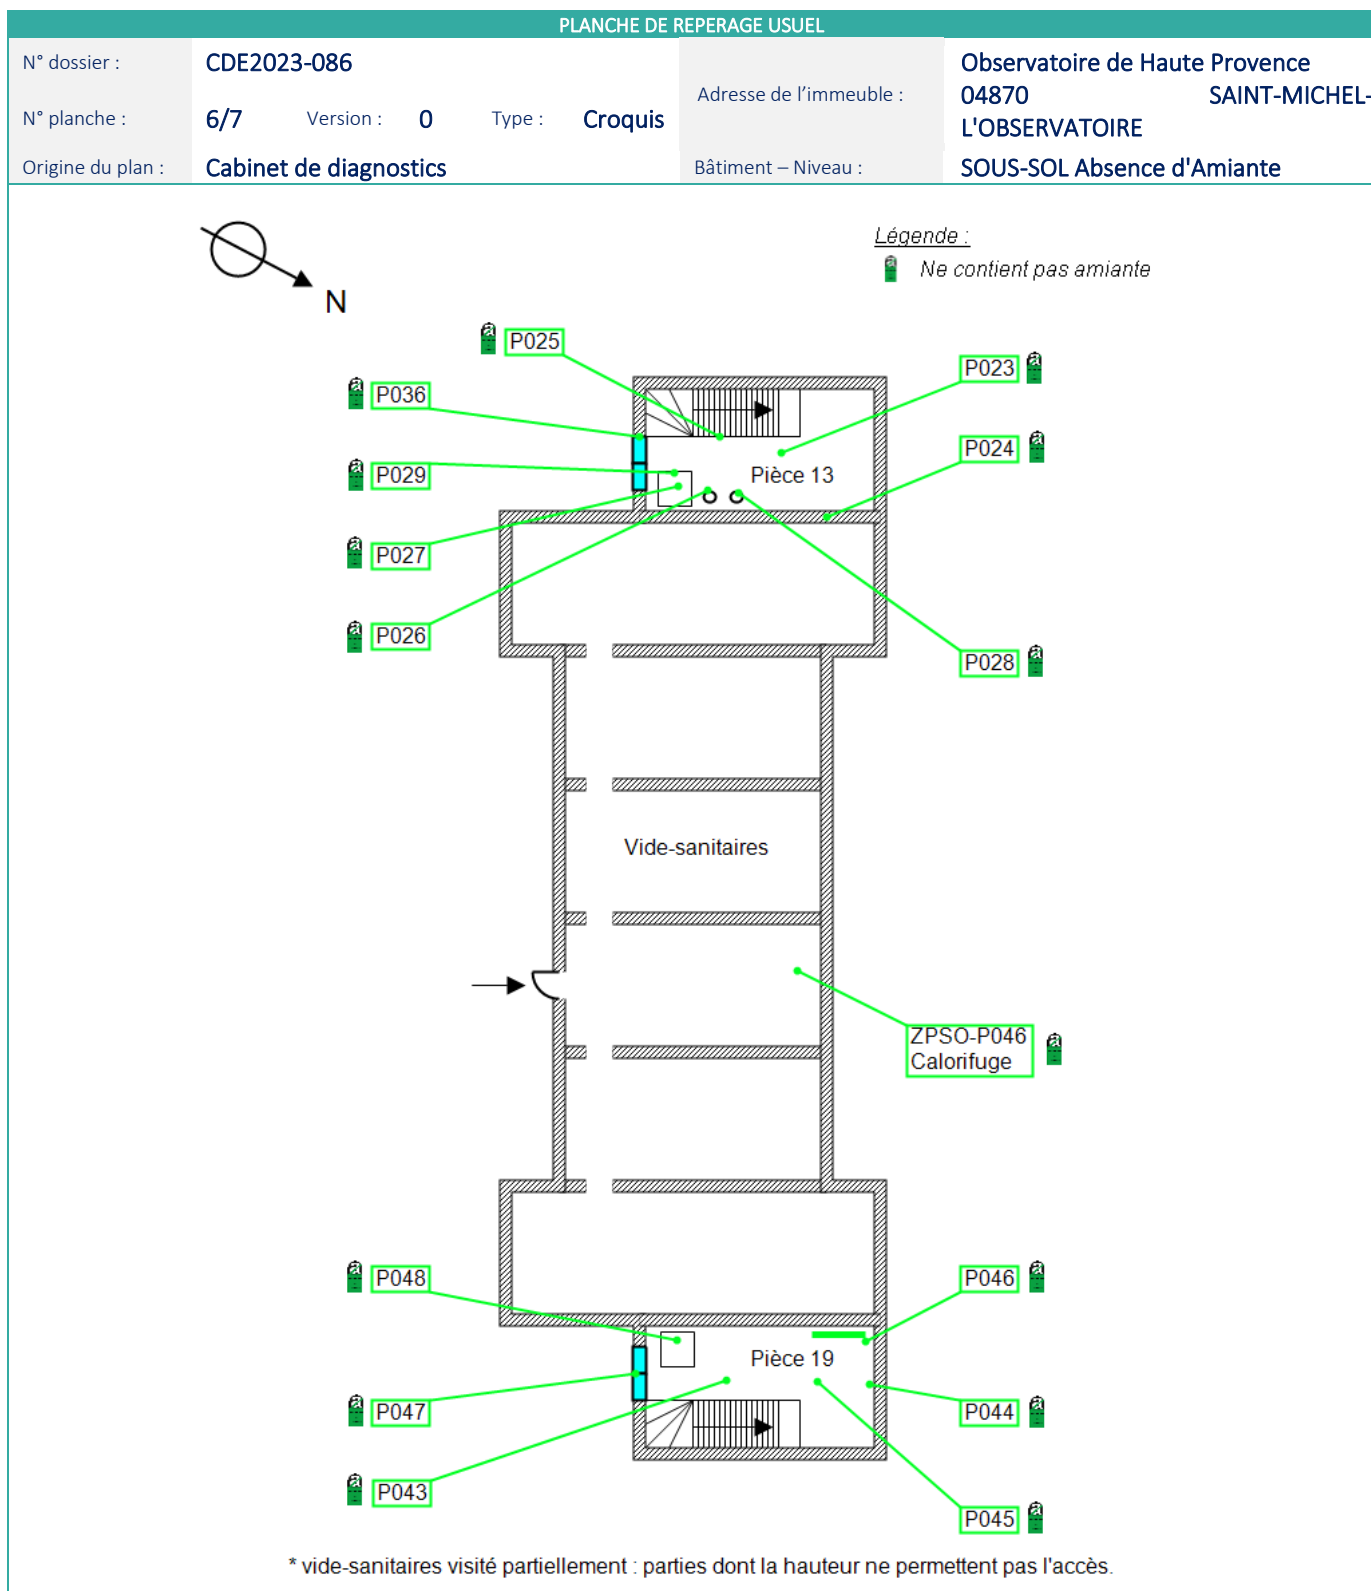 PLANCHE DE REPERAGE USUEL
N° dossier :
CDE2023-086
N° planche :
6/7
Version :
0
Type :
Croquis
Origine du plan :
Cabinet de diagnostics
Adresse de l'immeuble :
Observatoire de Haute Provence
04870 SAINT-MICHEL-
L'OBSERVATOIRE
Bâtiment – Niveau :
SOUS-SOL Absence d'Amiante
Légende :
a Ne contient pas amiante
N
a P025
P023 a
a P036
P024 a
a P029
Pièce 13
a P027
a P026
P028 a
Vide-sanitaires
ZPSO-P046
Calorifuge
a
a P048
P046 a
Pièce 19
a P047
P044 a
a P043
P045 a
* vide-sanitaires visité partiellement : parties dont la hauteur ne permettent pas l'accès.